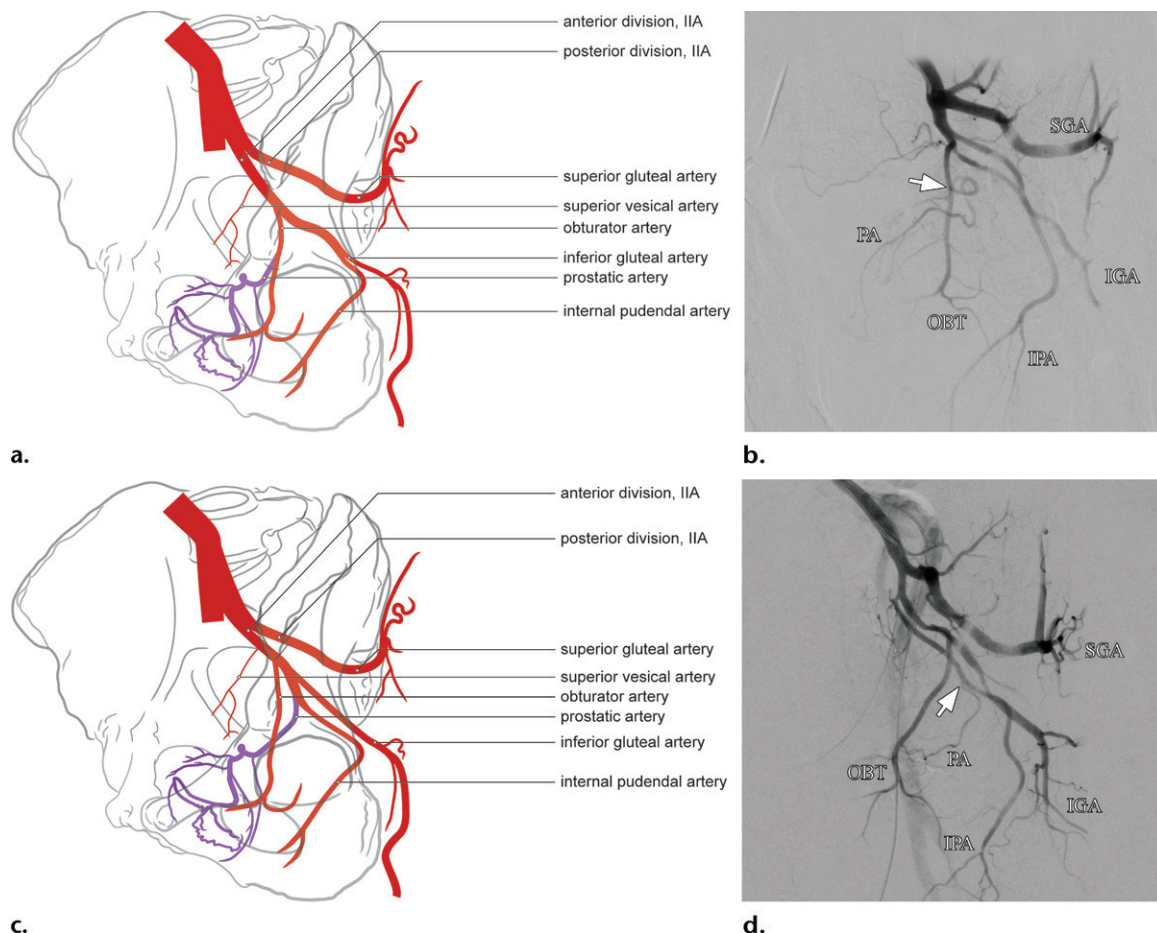 anterior division, IIA
posterior division, IIA
superior gluteal artery
superior vesical artery
obturator artery
inferior gluteal artery
prostatic artery
internal pudendal artery
a.
SGA
PA
IGA
OBT
IPA
b.
anterior division, IIA
posterior division, IIA
superior gluteal artery
superior vesical artery
obturator artery
prostatic artery
inferior gluteal artery
internal pudendal artery
c.
SGA
PA
OBT
IGA
IPA
d.